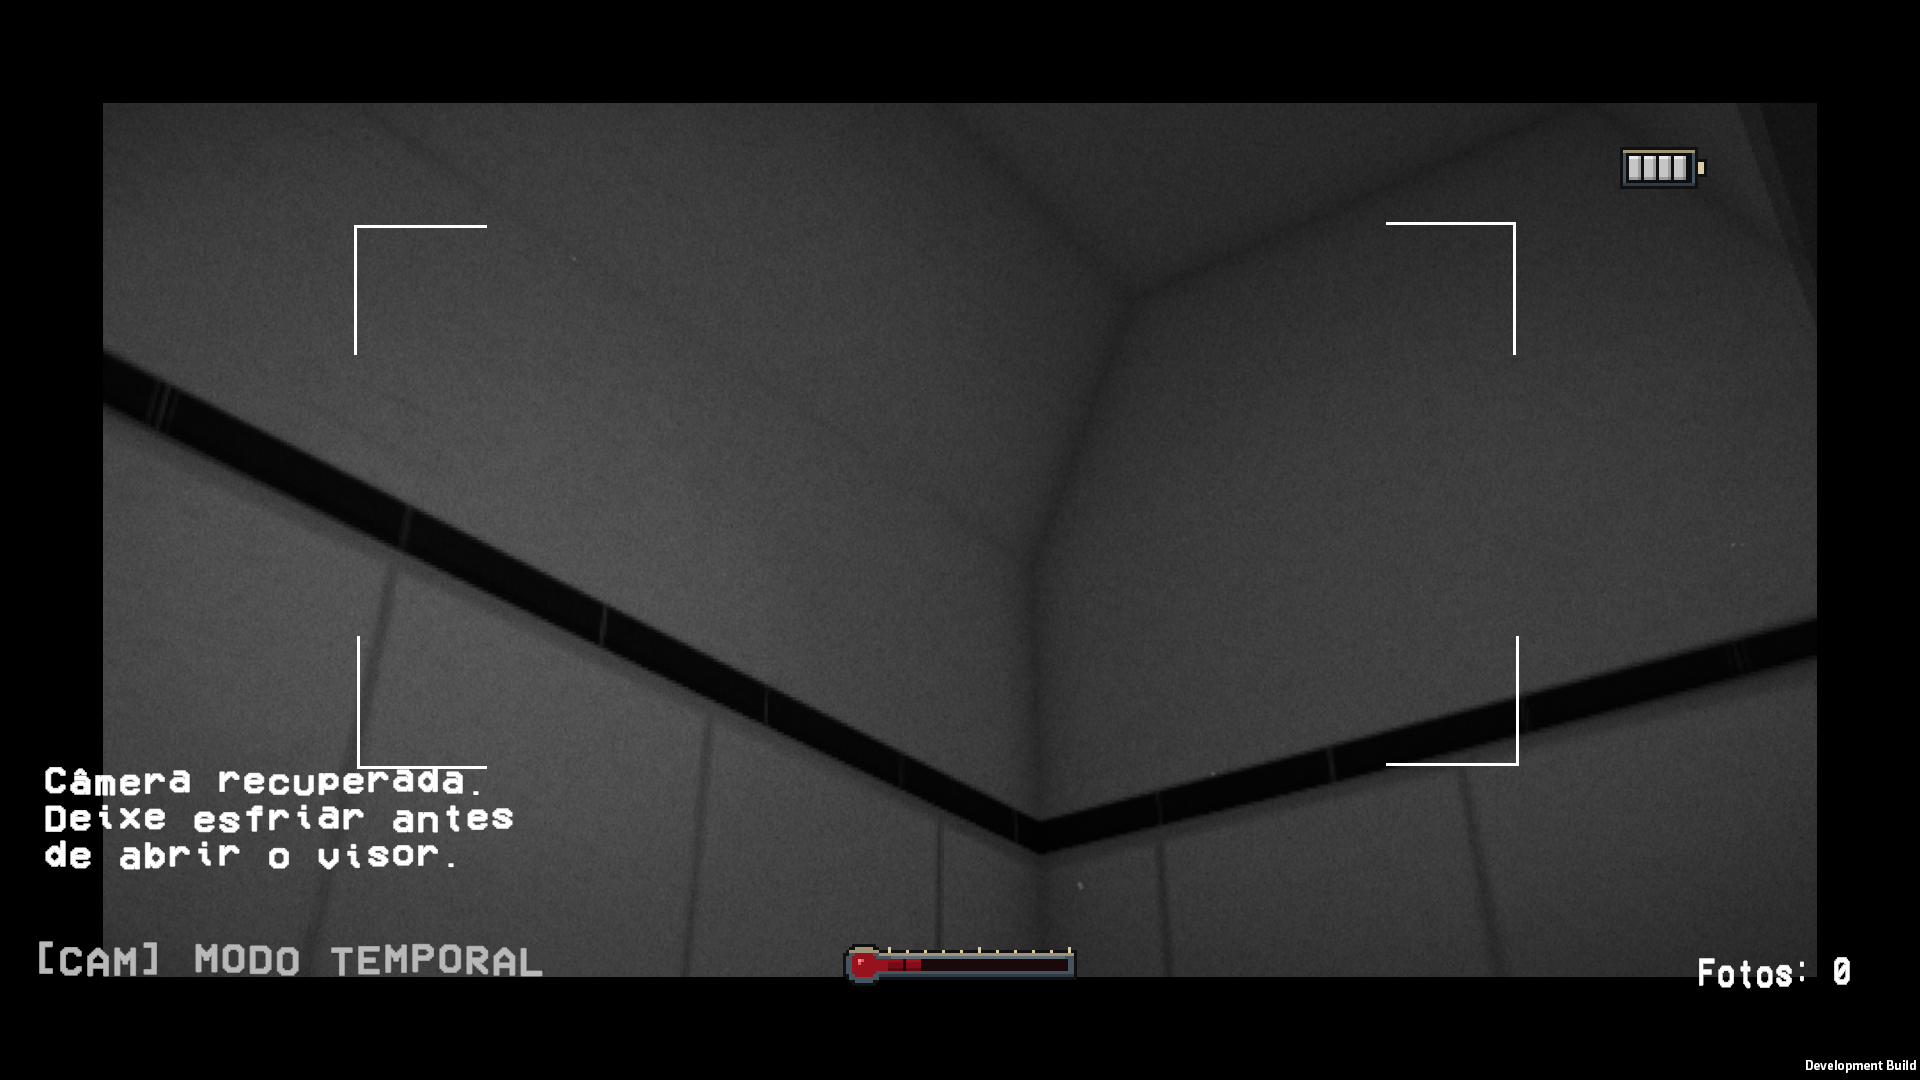 Câmera recuperada.
Deixe esfriar antes
de abrir o visor.
[CAM] MODO TEMPORAL
Fotos: 0
Development Build